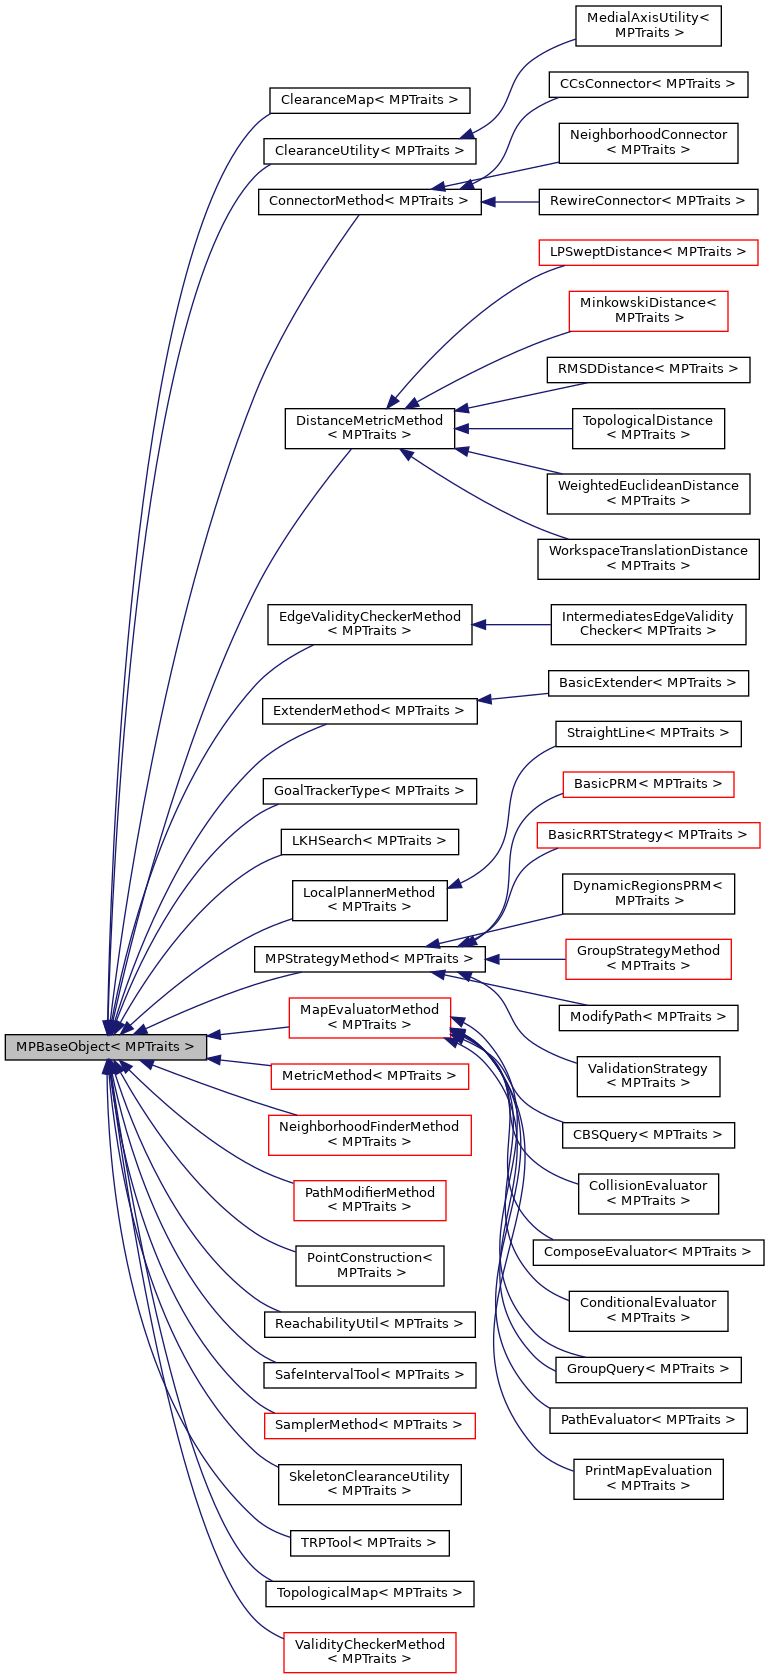 MedialAxisUtility<
MPTraits >
CCsConnector< MPTraits >
ClearanceMap< MPTraits >
NeighborhoodConnector
< MPTraits >
ClearanceUtility< MPTraits >
ConnectorMethod< MPTraits >
RewireConnector< MPTraits >
LPSweptDistance< MPTraits >
MinkowskiDistance<
MPTraits >
RMSDDistance< MPTraits >
DistanceMetricMethod
< MPTraits >
TopologicalDistance
< MPTraits >
WeightedEuclideanDistance
< MPTraits >
WorkspaceTranslationDistance
< MPTraits >
EdgeValidityCheckerMethod
< MPTraits >
IntermediatesEdgeValidity
Checker< MPTraits >
BasicExtender< MPTraits >
ExtenderMethod< MPTraits >
StraightLine< MPTraits >
GoalTrackerType< MPTraits >
BasicPRM< MPTraits >
LKHSearch< MPTraits >
BasicRRTStrategy< MPTraits >
LocalPlannerMethod
< MPTraits >
DynamicRegionsPRM<
MPTraits >
MPStrategyMethod< MPTraits >
GroupStrategyMethod
< MPTraits >
MapEvaluatorMethod
< MPTraits >
ModifyPath< MPTraits >
MPBaseObject< MPTraits >
MetricMethod< MPTraits >
ValidationStrategy
< MPTraits >
NeighborhoodFinderMethod
< MPTraits >
CBSQuery< MPTraits >
PathModifierMethod
< MPTraits >
CollisionEvaluator
< MPTraits >
PointConstruction<
MPTraits >
ComposeEvaluator< MPTraits >
ReachabilityUtil< MPTraits >
ConditionalEvaluator
< MPTraits >
SafeIntervalTool< MPTraits >
GroupQuery< MPTraits >
SamplerMethod< MPTraits >
PathEvaluator< MPTraits >
SkeletonClearanceUtility
< MPTraits >
PrintMapEvaluation
< MPTraits >
TRPTool< MPTraits >
TopologicalMap< MPTraits >
ValidityCheckerMethod
< MPTraits >